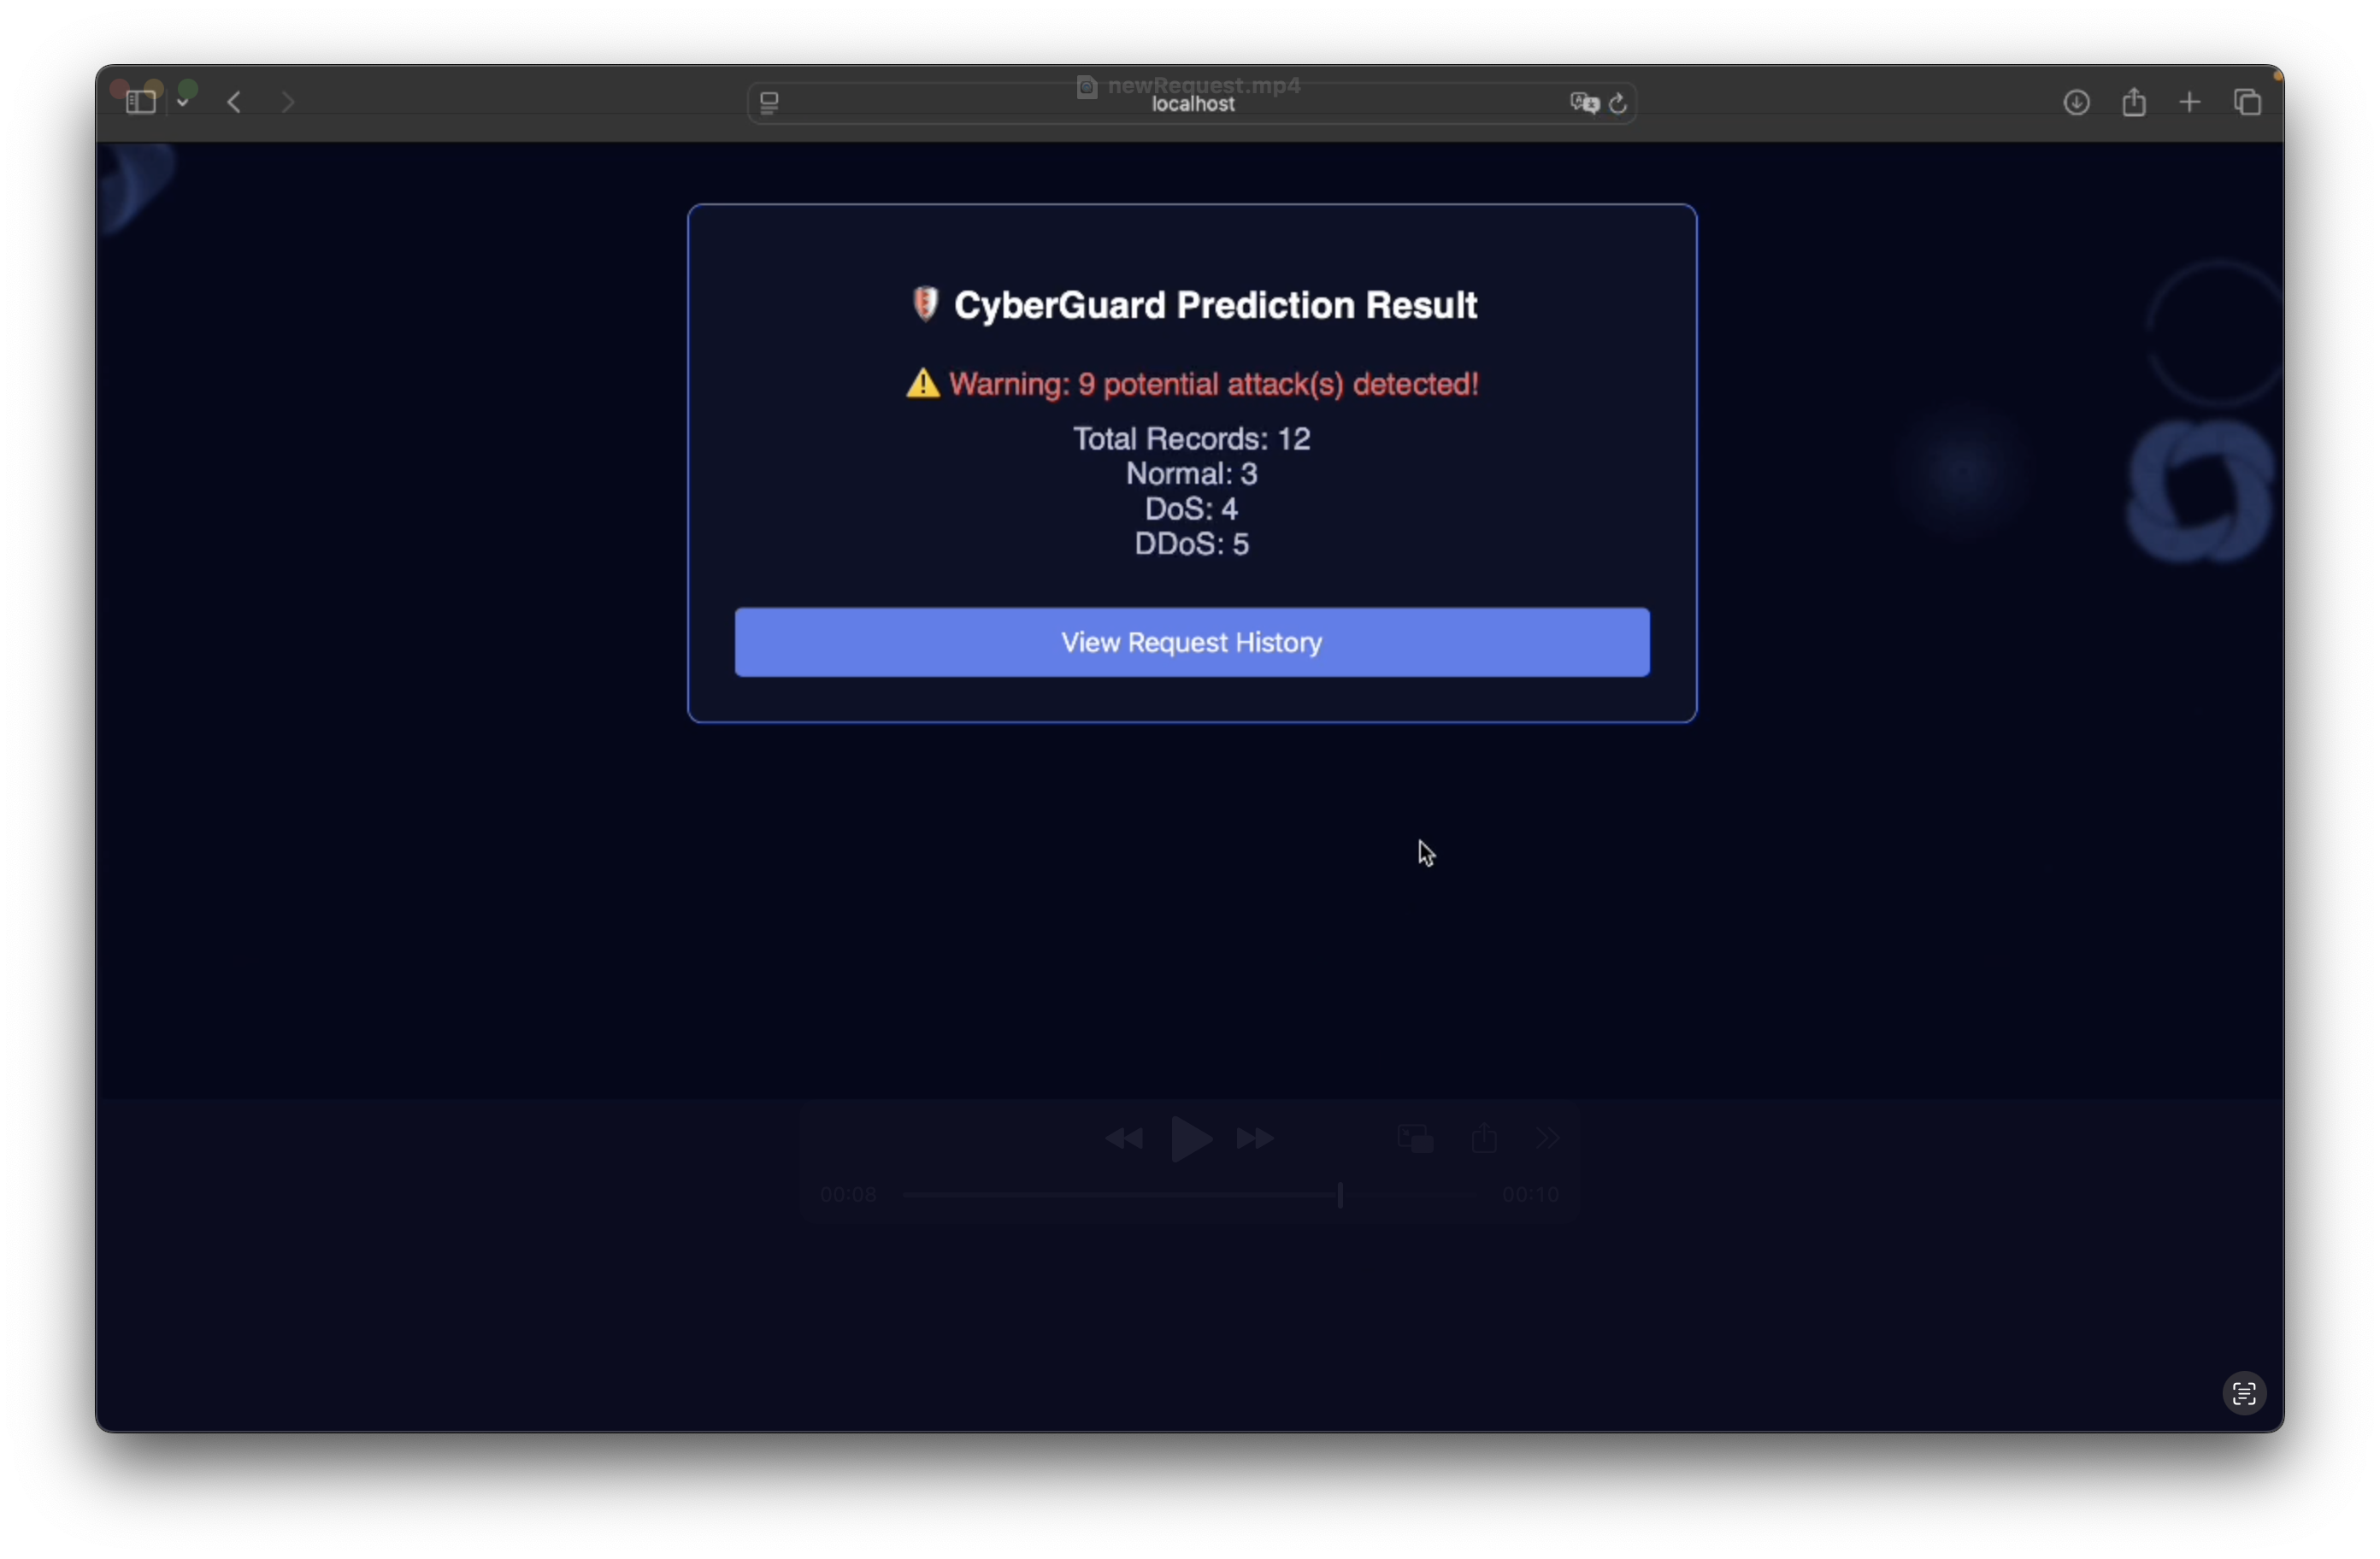 newRequest.mp4
localhost
CyberGuard Prediction Result
Warning: 9 potential attack(s) detected!
Total Records: 12
Normal: 3
DoS: 4
DDoS: 5
View Request History
00:08
00:10